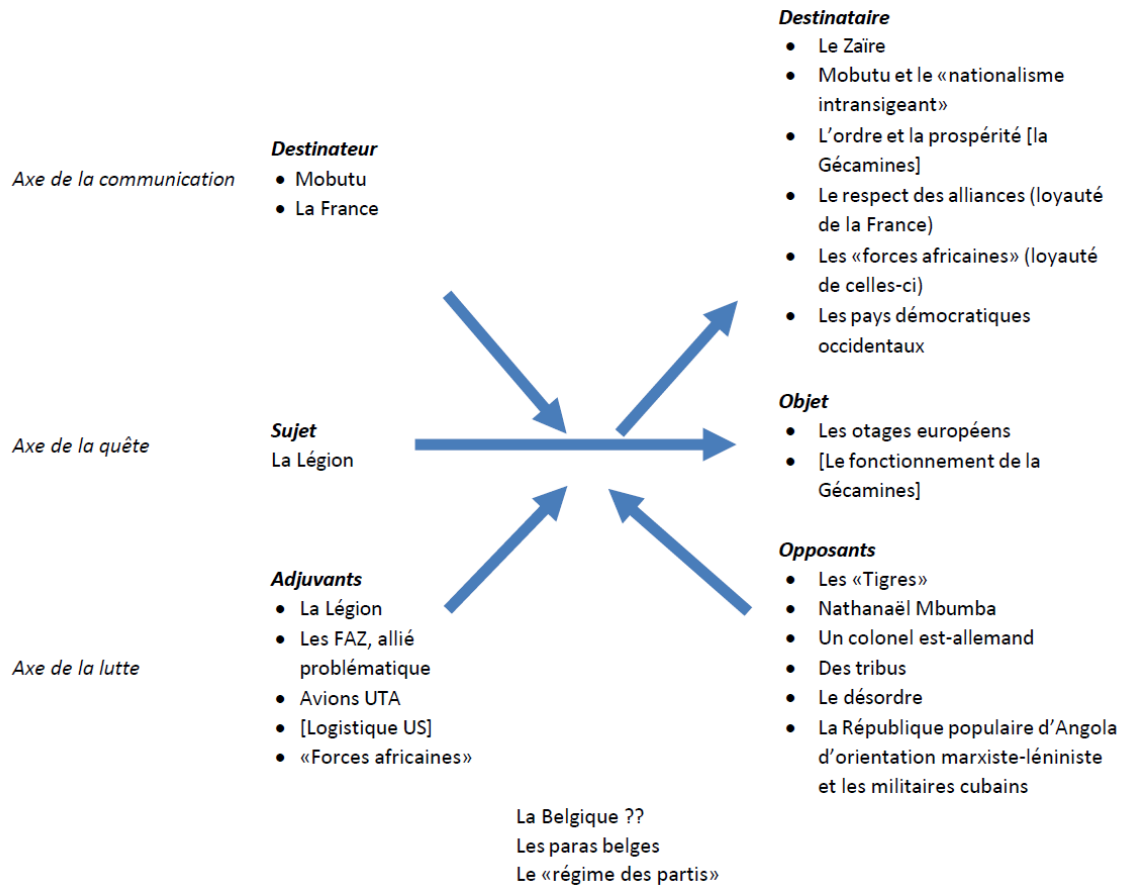 Destinataire
• Le Zaïre
• Mobutu et le «nationalisme
intransigeant»
• L'ordre et la prospérité [la
Gécamines]
• Le respect des alliances (loyauté
de la France)
• Les «forces africaines» (loyauté
de celles-ci)
• Les pays démocratiques
occidentaux
Axe de la communication
Destinateur
• Mobutu
• La France
Axe de la quête
Sujet
La Légion
Objet
• Les otages européens
• [Le fonctionnement de la
Gécamines]
Axe de la lutte
Adjuvants
• La Légion
• Les FAZ, allié
problématique
• Avions UTA
• [Logistique US]
• «Forces africaines»
Opposants
• Les «Tigres»
• Nathanaël Mbumba
• Un colonel est-allemand
• Des tribus
• Le désordre
• La République populaire d'Angola
d'orientation marxiste-léniniste
et les militaires cubains
La Belgique ??
Les paras belges
Le «régime des partis»